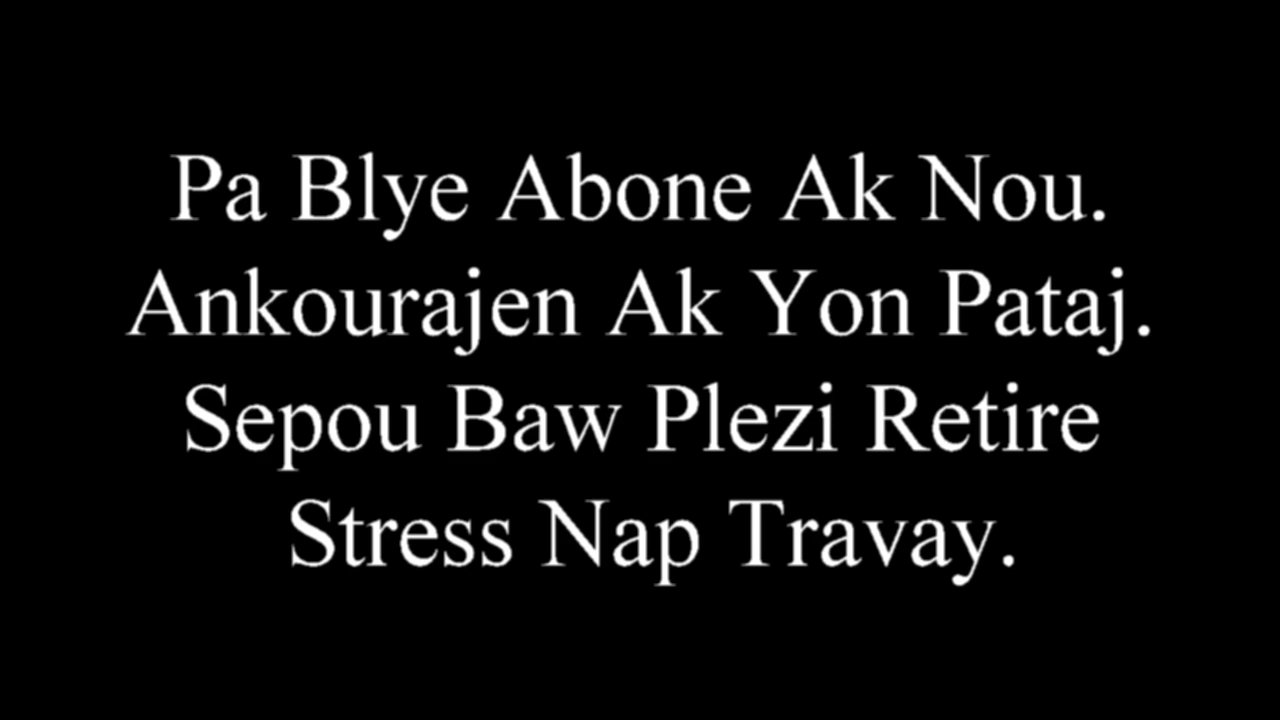 Pa Blye Abone Ak Nou.
Ankourajen Ak Yon Pataj.
Sepou Baw Plezi Retire
Stress Nap Travay.